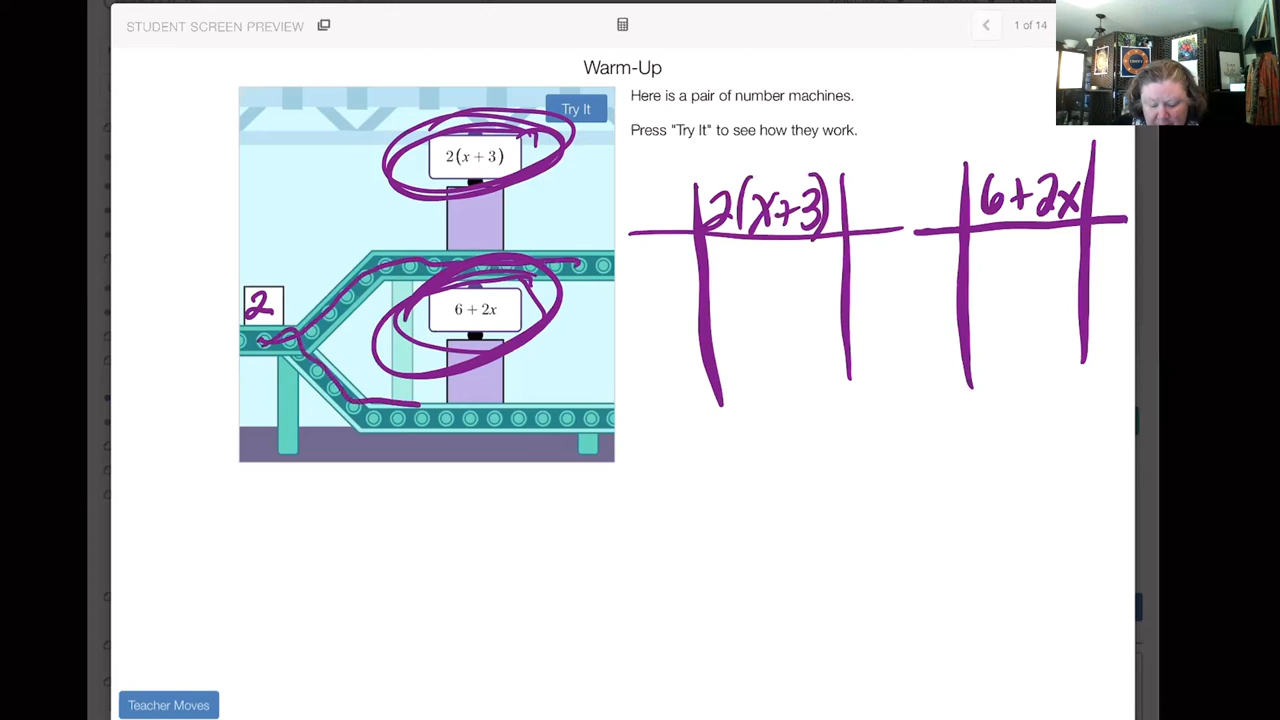 STUDENT SCREEN PREVIEW
1 of 14
Warm-Up
Try It
2(x + 3)
6 + 2x
2
Here is a pair of number machines.
Press "Try It" to see how they work.
2(x+3)
6+2x
Teacher Moves